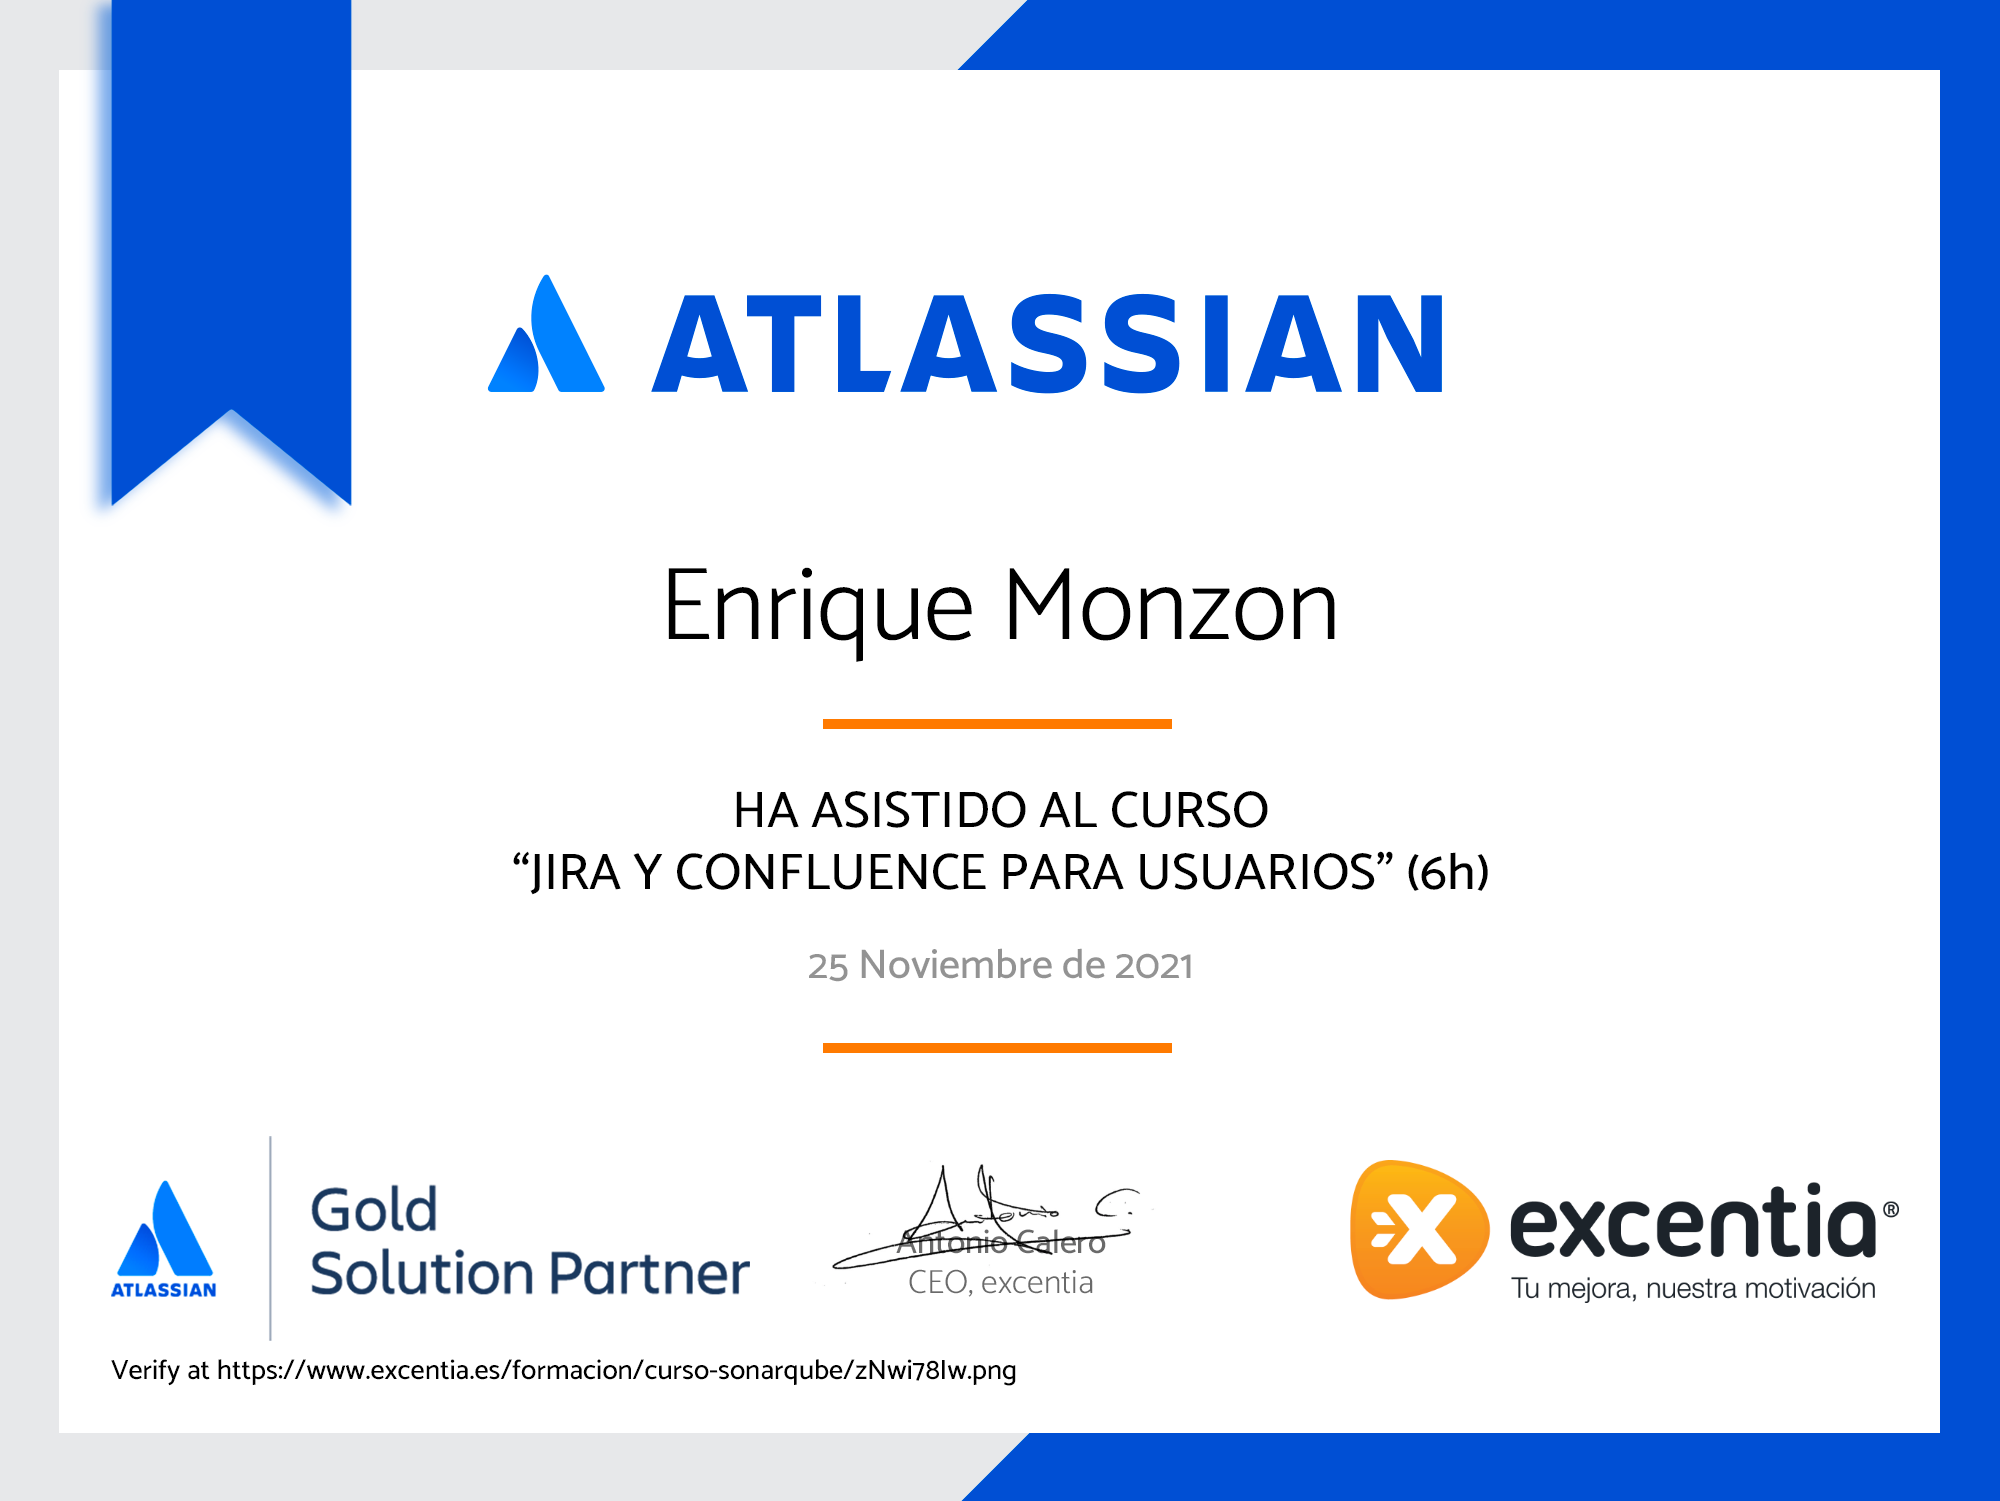 ATLASSIAN
Enrique Monzon
HA ASISTIDO AL CURSO
“JIRA Y CONFLUENCE PARA USUARIOS” (6h)
25 Noviembre de 2021
ATLASSIAN
Gold
Solution Partner
Antonio C.
Antonio Calero
CEO, excentia
excentia®
Tu mejora, nuestra motivación
Verify at https://www.excentia.es/formacion/curso-sonarqube/zNwi78Iw.png